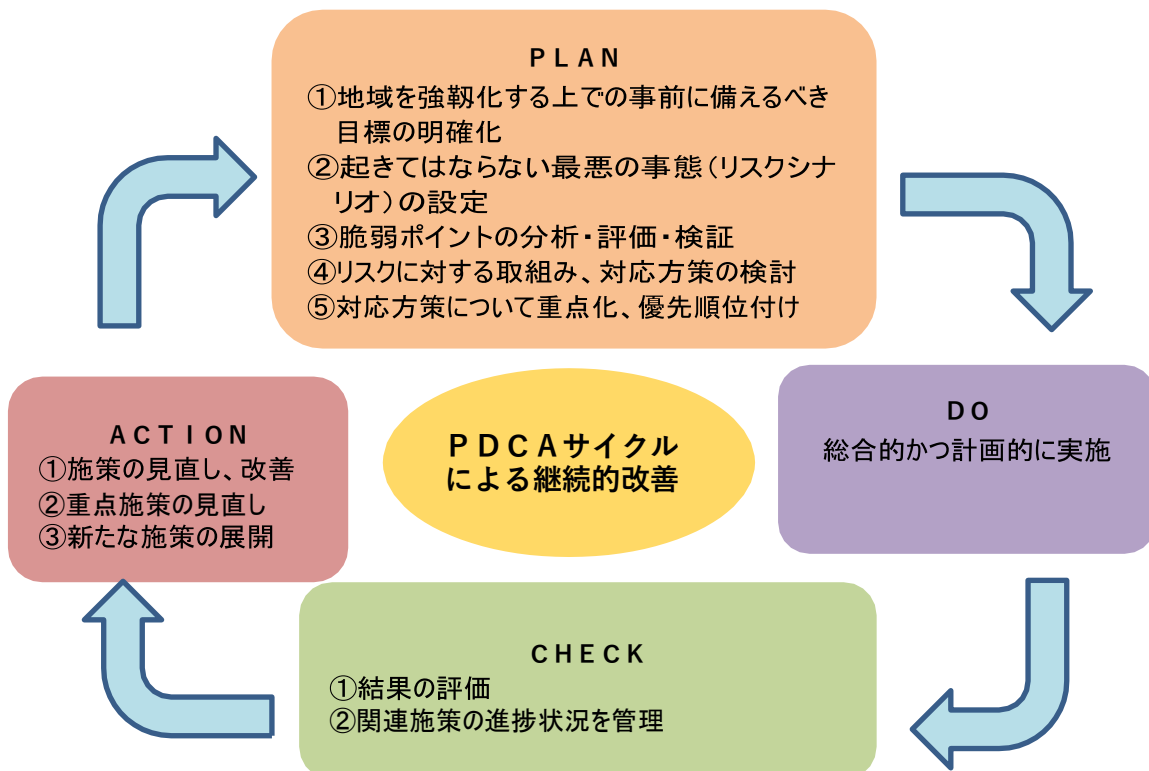 PLAN
①地域を強靱化する上での事前に備えるべき
目標の明確化
②起きてはならない最悪の事態(リスクシナ
リオ)の設定
③脆弱ポイントの分析・評価・検証
④リスクに対する取組み、対応方策の検討
⑤対応方策について重点化、優先順位付け
DO
総合的かつ計画的に実施
CHECK
①結果の評価
②関連施策の進捗状況を管理
ACTION
①施策の見直し、改善
②重点施策の見直し
③新たな施策の展開
PDCAサイクル
による継続的改善